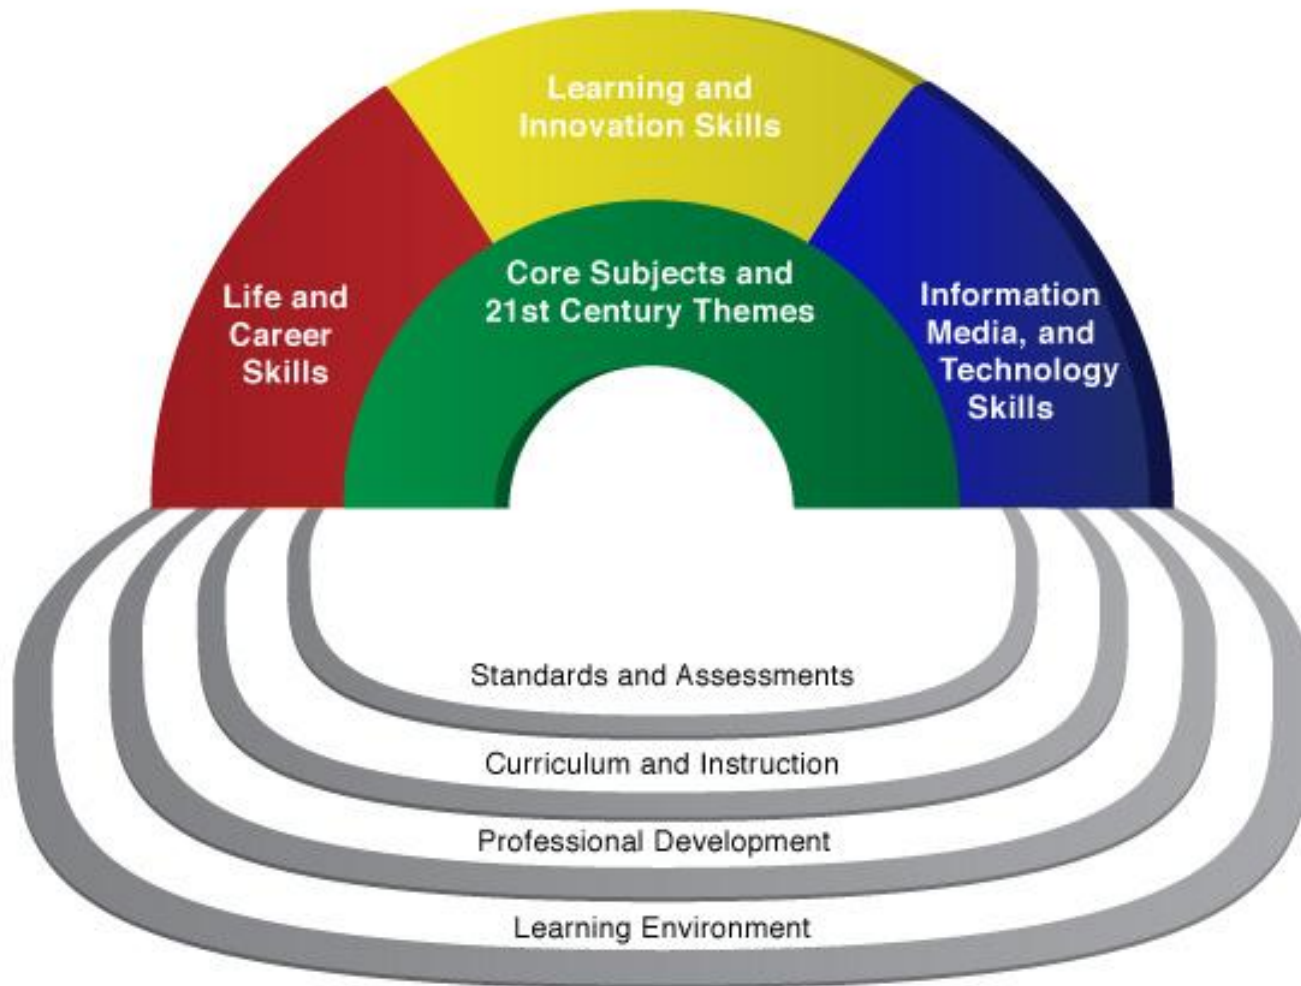 Learning and
Innovation Skills
Life and
Career
Skills
Core Subjects and
21st Century Themes
Information
Media, and
Technology
Skills
Standards and Assessments
Curriculum and Instruction
Professional Development
Learning Environment